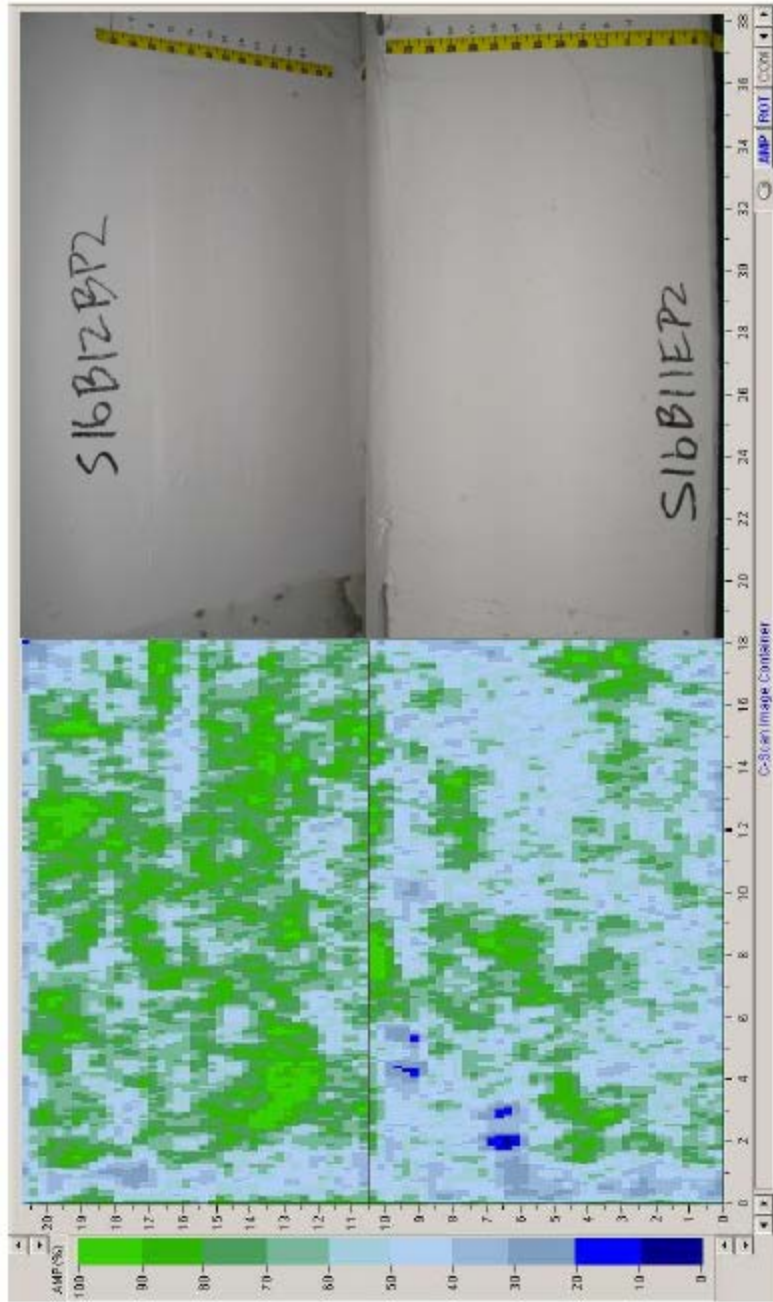 S16B12BP2
S16B11EP2
20 19 18 17 16 15 14 13 12 11 10 9 8 7 6 5 4 3 2 1 0
0 2 4 6 8 10 12 14 16 18 20 22 24 26 28 30 32 34 36 38
C-Scan Image Container
AMP ROT COM
AMP(%)
100 90 80 70 60 50 40 30 20 10 0